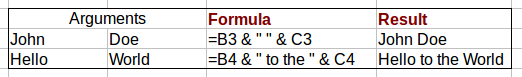 Arguments Formula Result
John Doe =B3 & " " & C3 John Doe
Hello World =B4 & " to the " & C4 Hello to the World